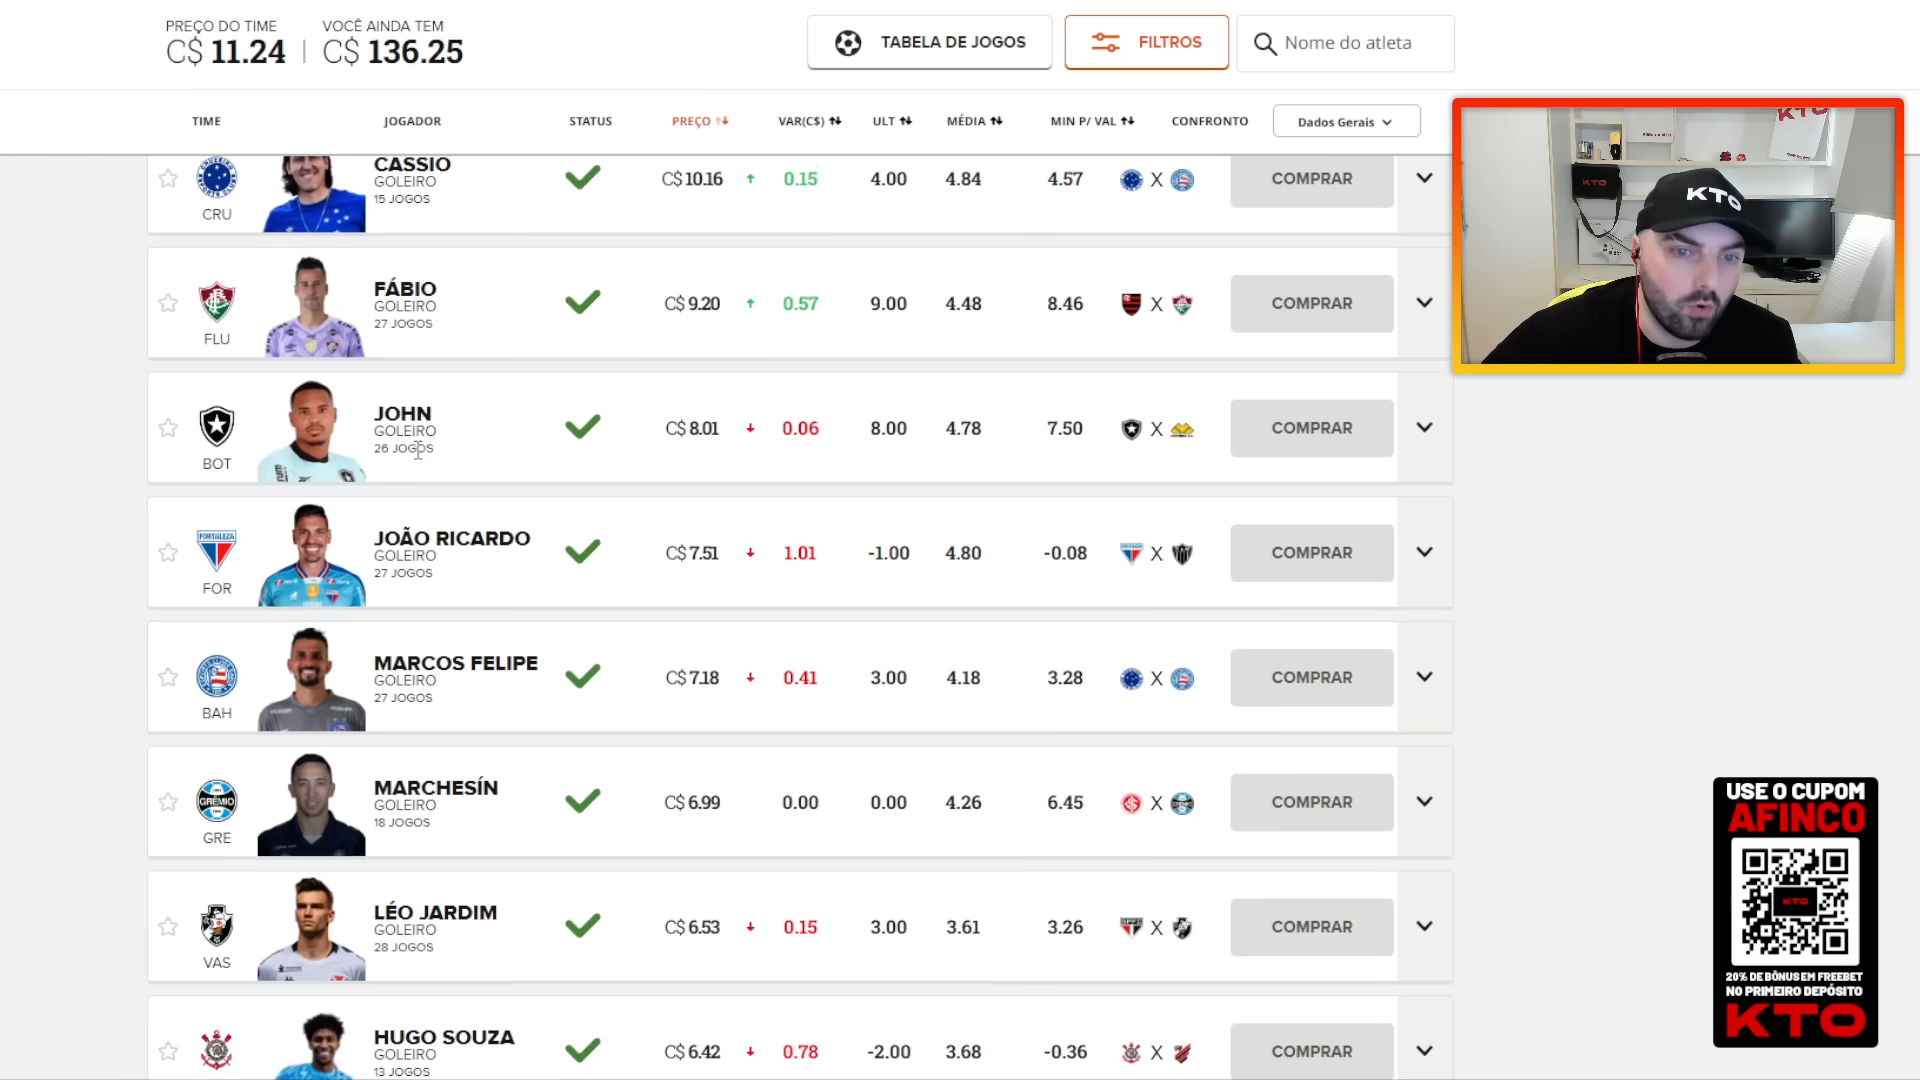 PREÇO DO TIME
C$ 11.24
VOCÊ AINDA TEM
C$ 136.25
TABELA DE JOGOS
FILTROS
Nome do atleta
TIME JOGADOR STATUS PREÇO VAR(C$) ULT MÉDIA MIN P/ VAL CONFRONTO Dados Gerais
CASSIO
GOLEIRO
15 JOGOS
CRU
C$ 10.16 0.15 4.00 4.84 4.57 X COMPRAR
FÁBIO
GOLEIRO
27 JOGOS
FLU
C$ 9.20 0.57 9.00 4.48 8.46 X COMPRAR
JOHN
GOLEIRO
26 JOGOS
BOT
C$ 8.01 0.06 8.00 4.78 7.50 X COMPRAR
JOÃO RICARDO
GOLEIRO
27 JOGOS
FORTALEZA
FOR
C$ 7.51 1.01 -1.00 4.80 -0.08 X COMPRAR
MARCOS FELIPE
GOLEIRO
27 JOGOS
BAH
C$ 7.18 0.41 3.00 4.18 3.28 X COMPRAR
MARCHESÍN
GOLEIRO
18 JOGOS
GRÊMIO
GRE
C$ 6.99 0.00 0.00 4.26 6.45 X COMPRAR
LÉO JARDIM
GOLEIRO
28 JOGOS
VAS
C$ 6.53 0.15 3.00 3.61 3.26 X COMPRAR
HUGO SOUZA
GOLEIRO
13 JOGOS
C$ 6.42 0.78 -2.00 3.68 -0.36 X COMPRAR
KTO
KTO
KTO
USE O CUPOM
AFINCO
KTO
20% DE BÔNUS EM FREEBET
NO PRIMEIRO DEPÓSITO
KTO